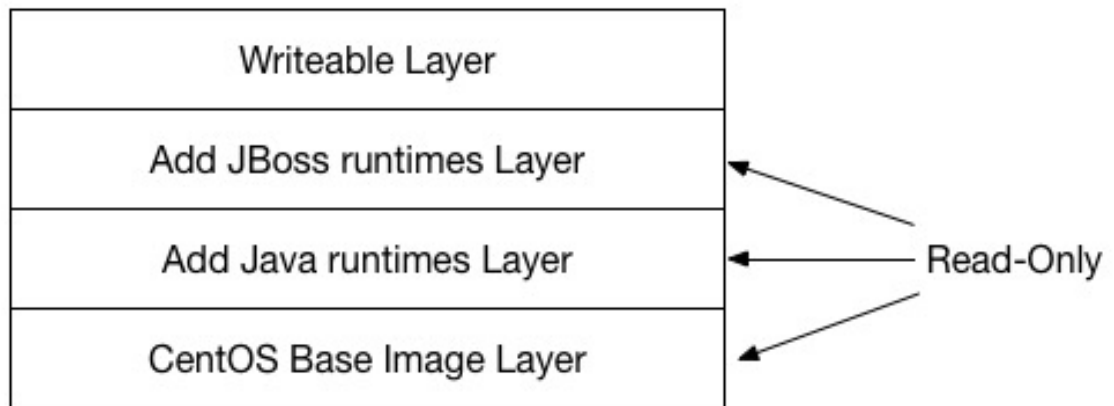 Writeable Layer
Add JBoss runtimes Layer
Add Java runtimes Layer
Read-Only
CentOS Base Image Layer